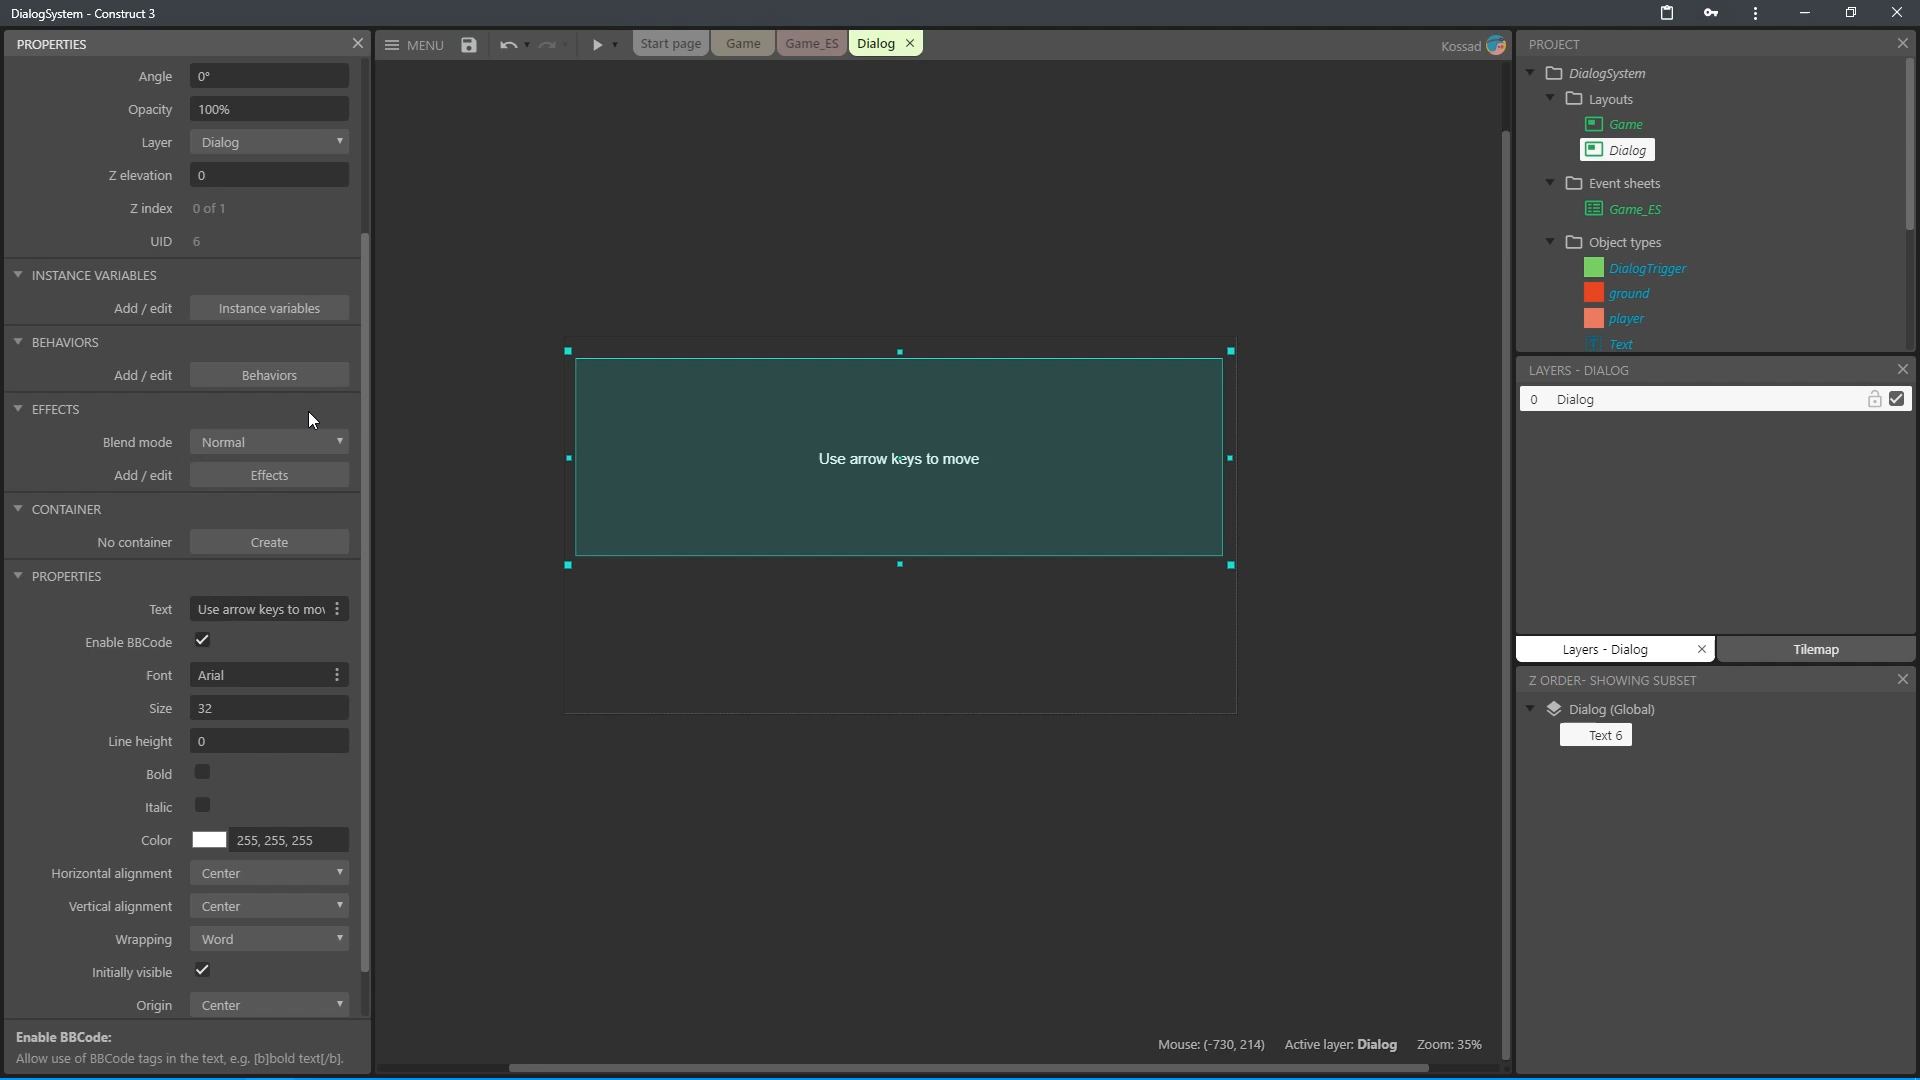 DialogSystem - Construct 3
PROPERTIES
Angle 0°
Opacity 100%
Layer Dialog
Z elevation 0
Z index 0 of 1
UID 6
INSTANCE VARIABLES
Add / edit Instance variables
BEHAVIORS
Add / edit Behaviors
EFFECTS
Blend mode Normal
Add / edit Effects
CONTAINER
No container Create
PROPERTIES
Text Use arrow keys to mov
Enable BBCode
Font Arial
Size 32
Line height 0
Bold
Italic
Color 255, 255, 255
Horizontal alignment Center
Vertical alignment Center
Wrapping Word
Initially visible
Origin Center
Enable BBCode:
Allow use of BBCode tags in the text, e.g. [b]bold text[/b].
MENU Start page Game Game_ES Dialog Kossad
Use arrow keys to move
Mouse: (-730, 214) Active layer: Dialog Zoom: 35%
PROJECT
DialogSystem
Layouts
Game
Dialog
Event sheets
Game_ES
Object types
DialogTrigger
ground
player
Text
LAYERS - DIALOG
0 Dialog
Layers - Dialog Tilemap
Z ORDER- SHOWING SUBSET
Dialog (Global)
Text 6